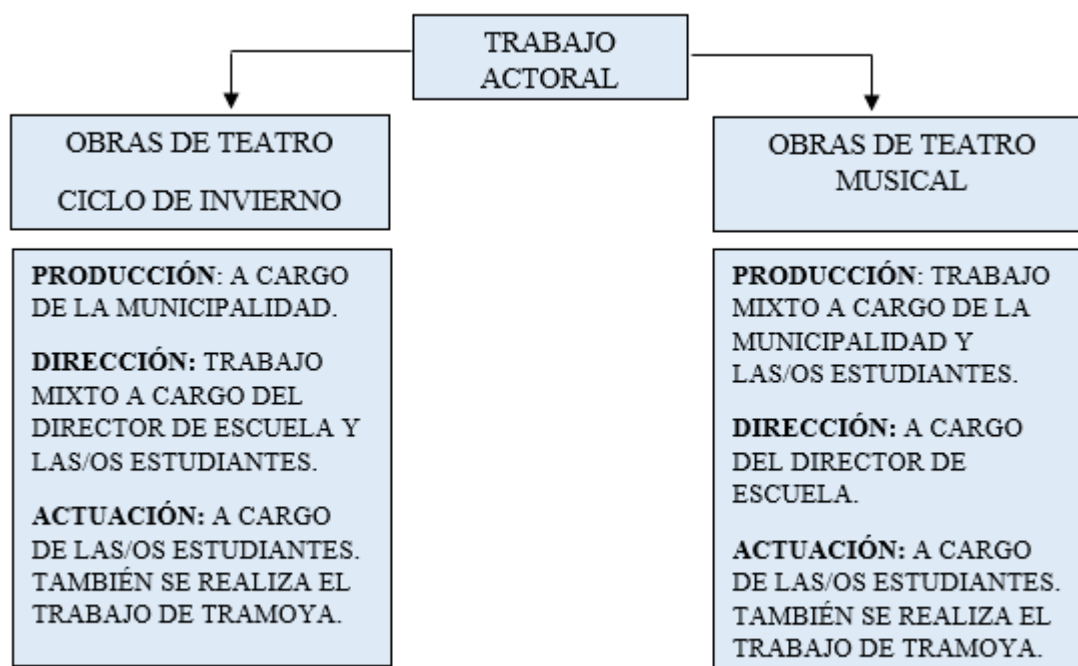 TRABAJO
ACTORAL
OBRAS DE TEATRO
CICLO DE INVIERNO
PRODUCCIÓN: A CARGO
DE LA MUNICIPALIDAD.
DIRECCIÓN: TRABAJO
MIXTO A CARGO DEL
DIRECTOR DE ESCUELA Y
LAS/OS ESTUDIANTES.
ACTUACIÓN: A CARGO
DE LAS/OS ESTUDIANTES.
TAMBIÉN SE REALIZA EL
TRABAJO DE TRAMOYA.
OBRAS DE TEATRO
MUSICAL
PRODUCCIÓN: TRABAJO
MIXTO A CARGO DE LA
MUNICIPALIDAD Y
LAS/OS ESTUDIANTES.
DIRECCIÓN: A CARGO
DEL DIRECTOR DE
ESCUELA.
ACTUACIÓN: A CARGO
DE LAS/OS ESTUDIANTES.
TAMBIÉN SE REALIZA EL
TRABAJO DE TRAMOYA.